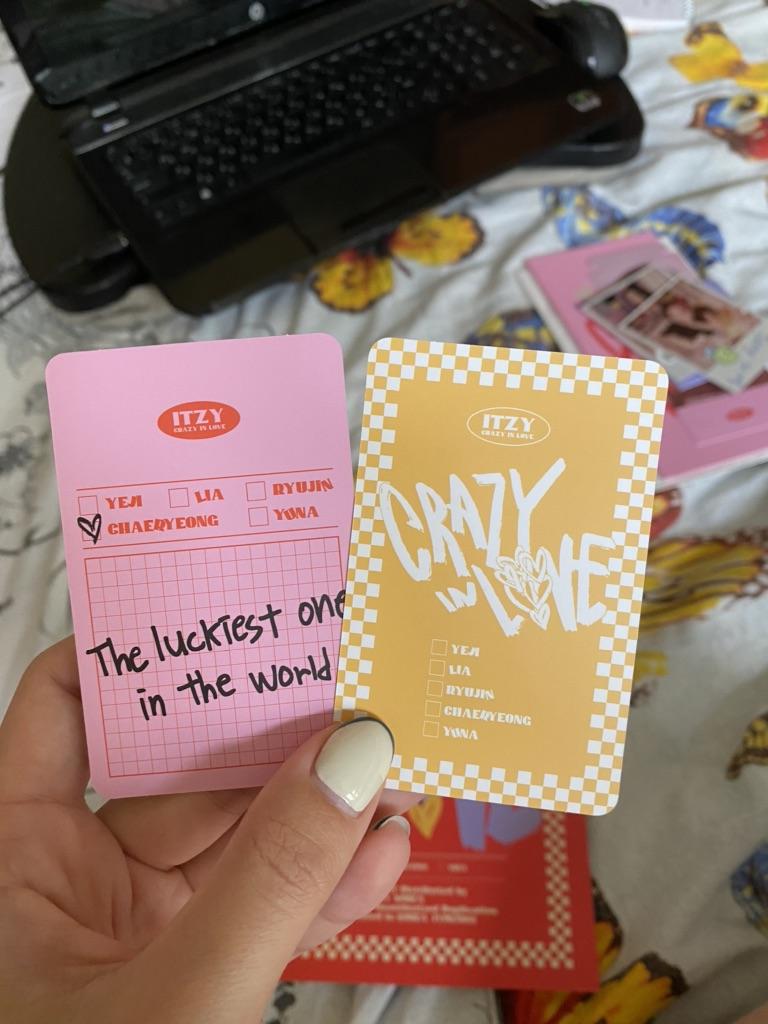 ITZY
CRAZY IN LOVE
YEJI LIA RYUJIN
CHAERYEONG YUNA
The luckiest one
in the world
ITZY
CRAZY IN LOVE
CRAZY
IN LOVE
YEJI
LIA
RYUJIN
CHAERYEONG
YUNA
hp